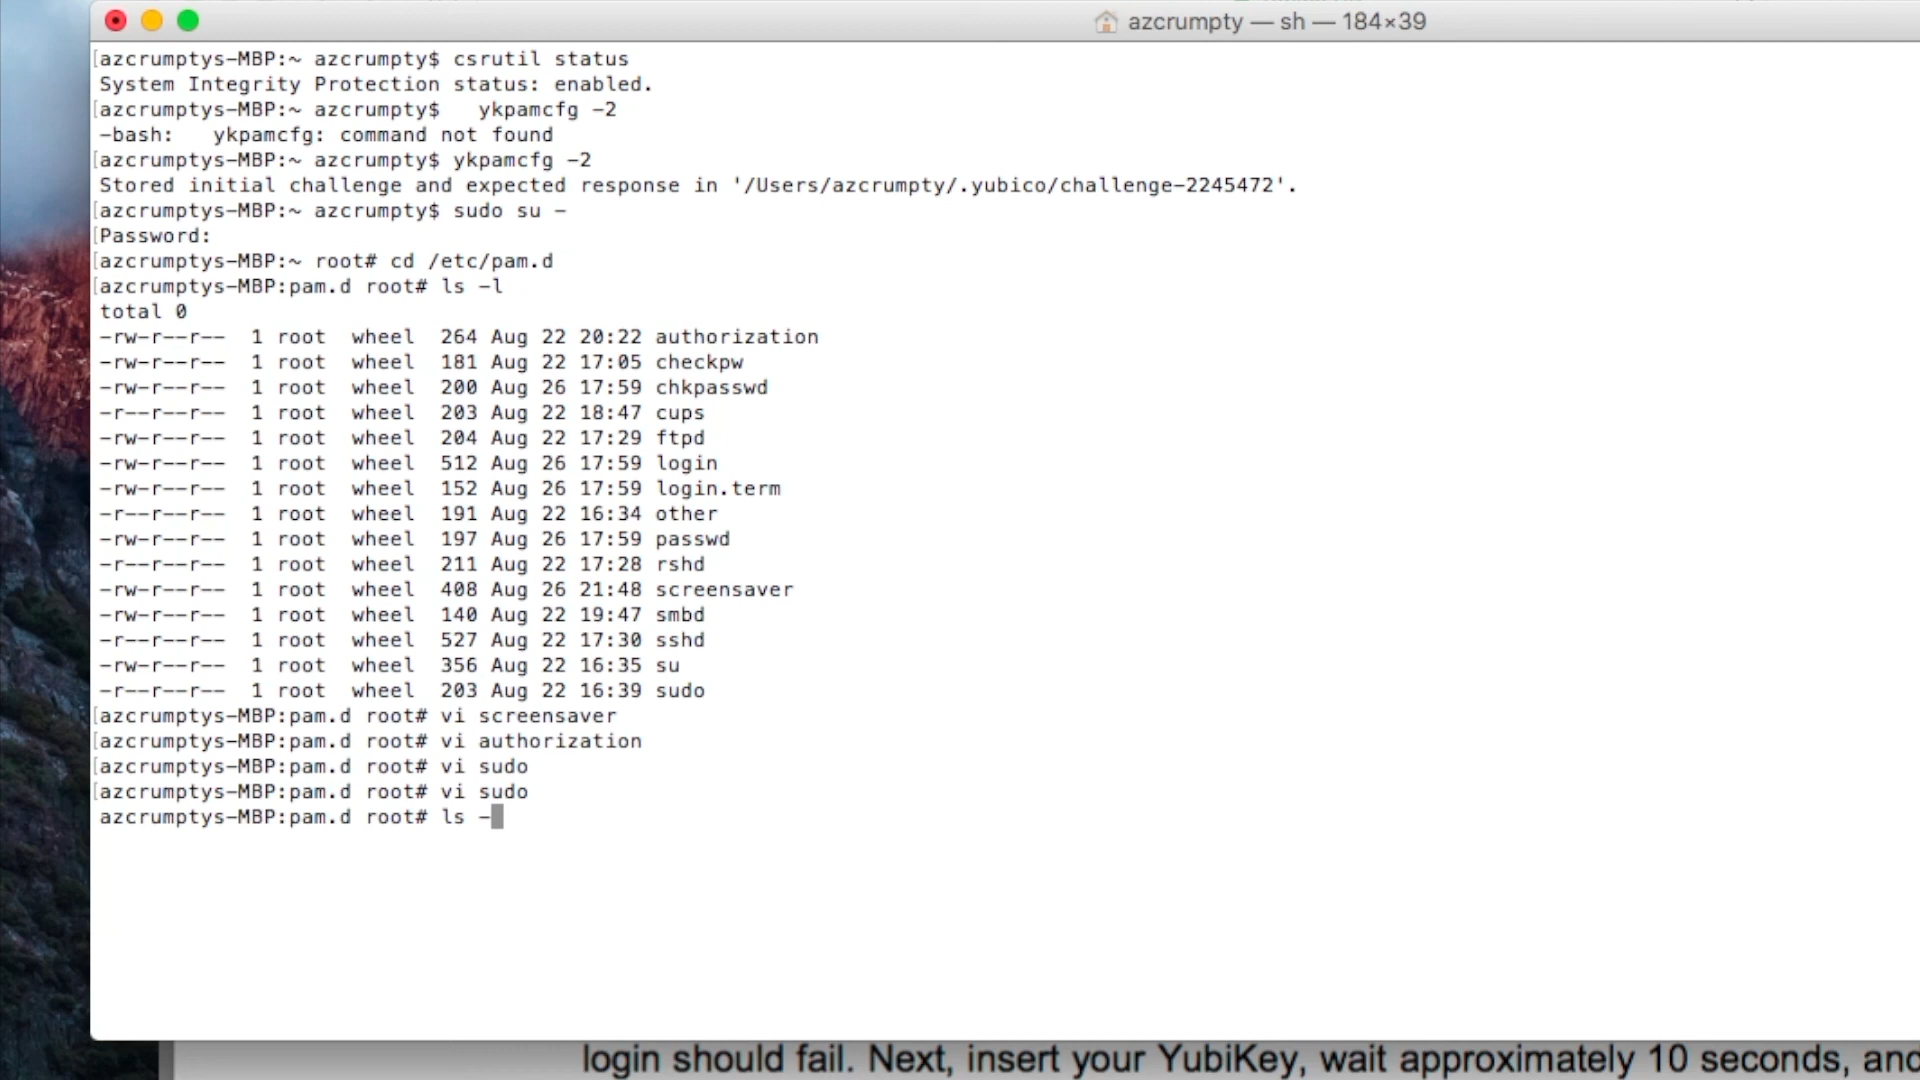 azcrumpty — sh — 184×39
[azcrumptys-MBP:~ azcrumpty$ csrutil status
System Integrity Protection status: enabled.
[azcrumptys-MBP:~ azcrumpty$   ykpamcfg -2
-bash:   ykpamcfg: command not found
[azcrumptys-MBP:~ azcrumpty$ ykpamcfg -2
Stored initial challenge and expected response in '/Users/azcrumpty/.yubico/challenge-2245472'.
[azcrumptys-MBP:~ azcrumpty$ sudo su -
[Password:
[azcrumptys-MBP:~ root# cd /etc/pam.d
[azcrumptys-MBP:pam.d root# ls -l
total 0
-rw-r--r--  1 root  wheel  264 Aug 22 20:22 authorization
-rw-r--r--  1 root  wheel  181 Aug 22 17:05 checkpw
-rw-r--r--  1 root  wheel  200 Aug 26 17:59 chkpasswd
-r--r--r--  1 root  wheel  203 Aug 22 18:47 cups
-rw-r--r--  1 root  wheel  204 Aug 22 17:29 ftpd
-rw-r--r--  1 root  wheel  512 Aug 26 17:59 login
-rw-r--r--  1 root  wheel  152 Aug 26 17:59 login.term
-r--r--r--  1 root  wheel  191 Aug 22 16:34 other
-rw-r--r--  1 root  wheel  197 Aug 26 17:59 passwd
-r--r--r--  1 root  wheel  211 Aug 22 17:28 rshd
-rw-r--r--  1 root  wheel  408 Aug 26 21:48 screensaver
-rw-r--r--  1 root  wheel  140 Aug 22 19:47 smbd
-r--r--r--  1 root  wheel  527 Aug 22 17:30 sshd
-rw-r--r--  1 root  wheel  356 Aug 22 16:35 su
-r--r--r--  1 root  wheel  203 Aug 22 16:39 sudo
[azcrumptys-MBP:pam.d root# vi screensaver
[azcrumptys-MBP:pam.d root# vi authorization
[azcrumptys-MBP:pam.d root# vi sudo
[azcrumptys-MBP:pam.d root# vi sudo
azcrumptys-MBP:pam.d root# ls -
login should fail. Next, insert your YubiKey, wait approximately 10 seconds, and